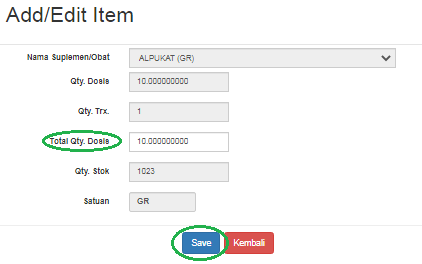 Add/Edit Item
Nama Suplemen/Obat ALPUKAT (GR)
Qty. Dosis 10.000000000
Qty. Trx. 1
Total Qty. Dosis 10.000000000
Qty. Stok 1023
Satuan GR
Save Kembali